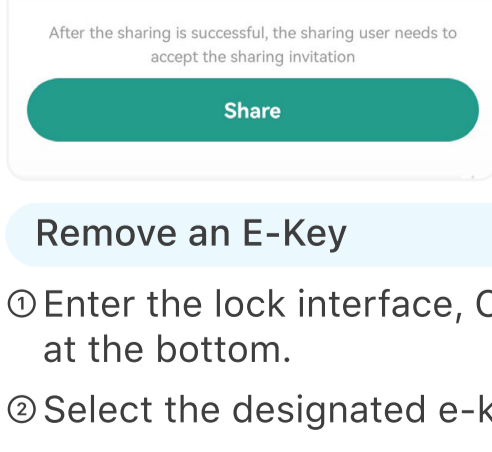 After the sharing is successful, the sharing user needs to
accept the sharing invitation
Share
Remove an E-Key
① Enter the lock interface,
at the bottom.
② Select the designated